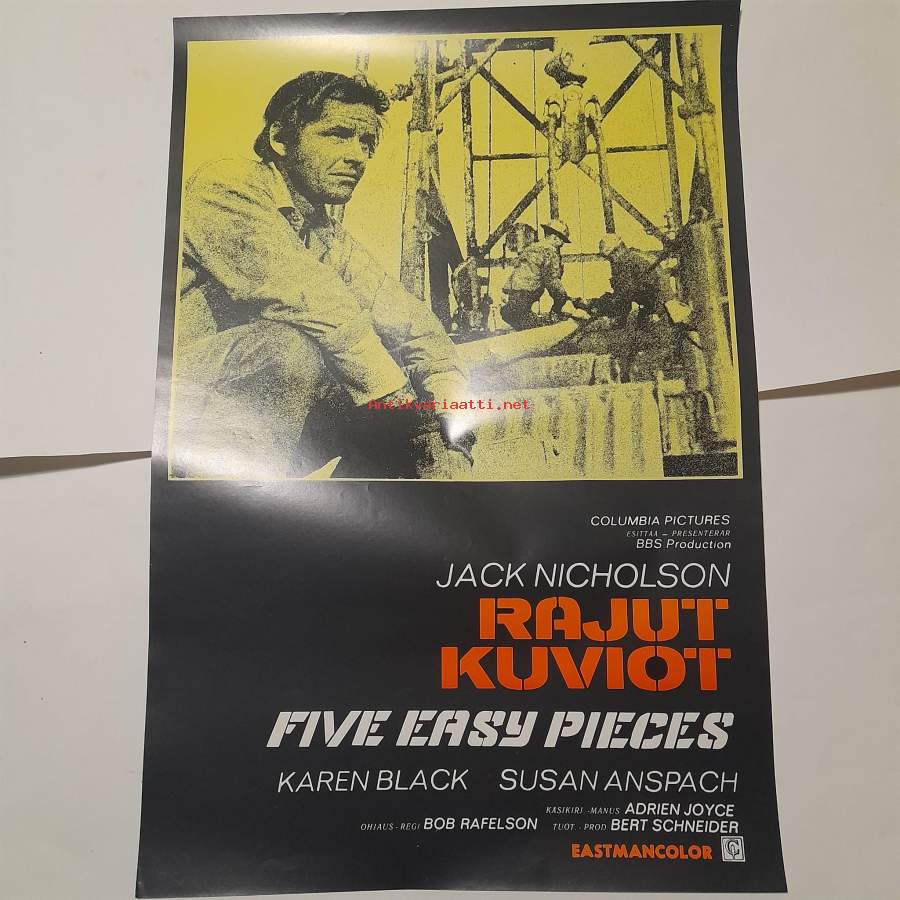 Antikvariaatti.net
COLUMBIA PICTURES
ESITTÄÄ — PRESENTERAR
BBS Production
JACK NICHOLSON
RAJUT
KUVIOT
FIVE EASY PIECES
KAREN BLACK SUSAN ANSPACH
KÄSIKIRJ.-MANUS ADRIEN JOYCE
OHJAUS-REGI BOB RAFELSON TUOT.-PROD BERT SCHNEIDER
EASTMANCOLOR